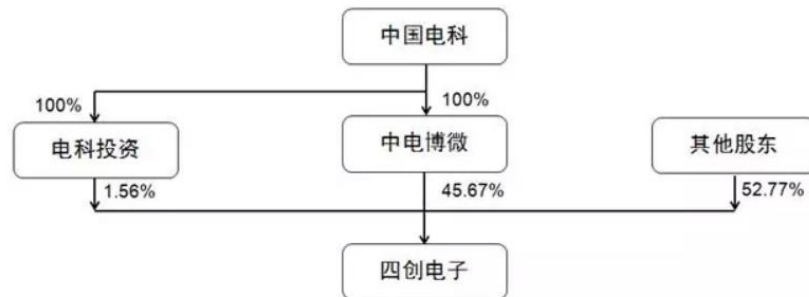 中国电科
100%
100%
电科投资
中电博微
其他股东
1.56%
45.67%
52.77%
四创电子